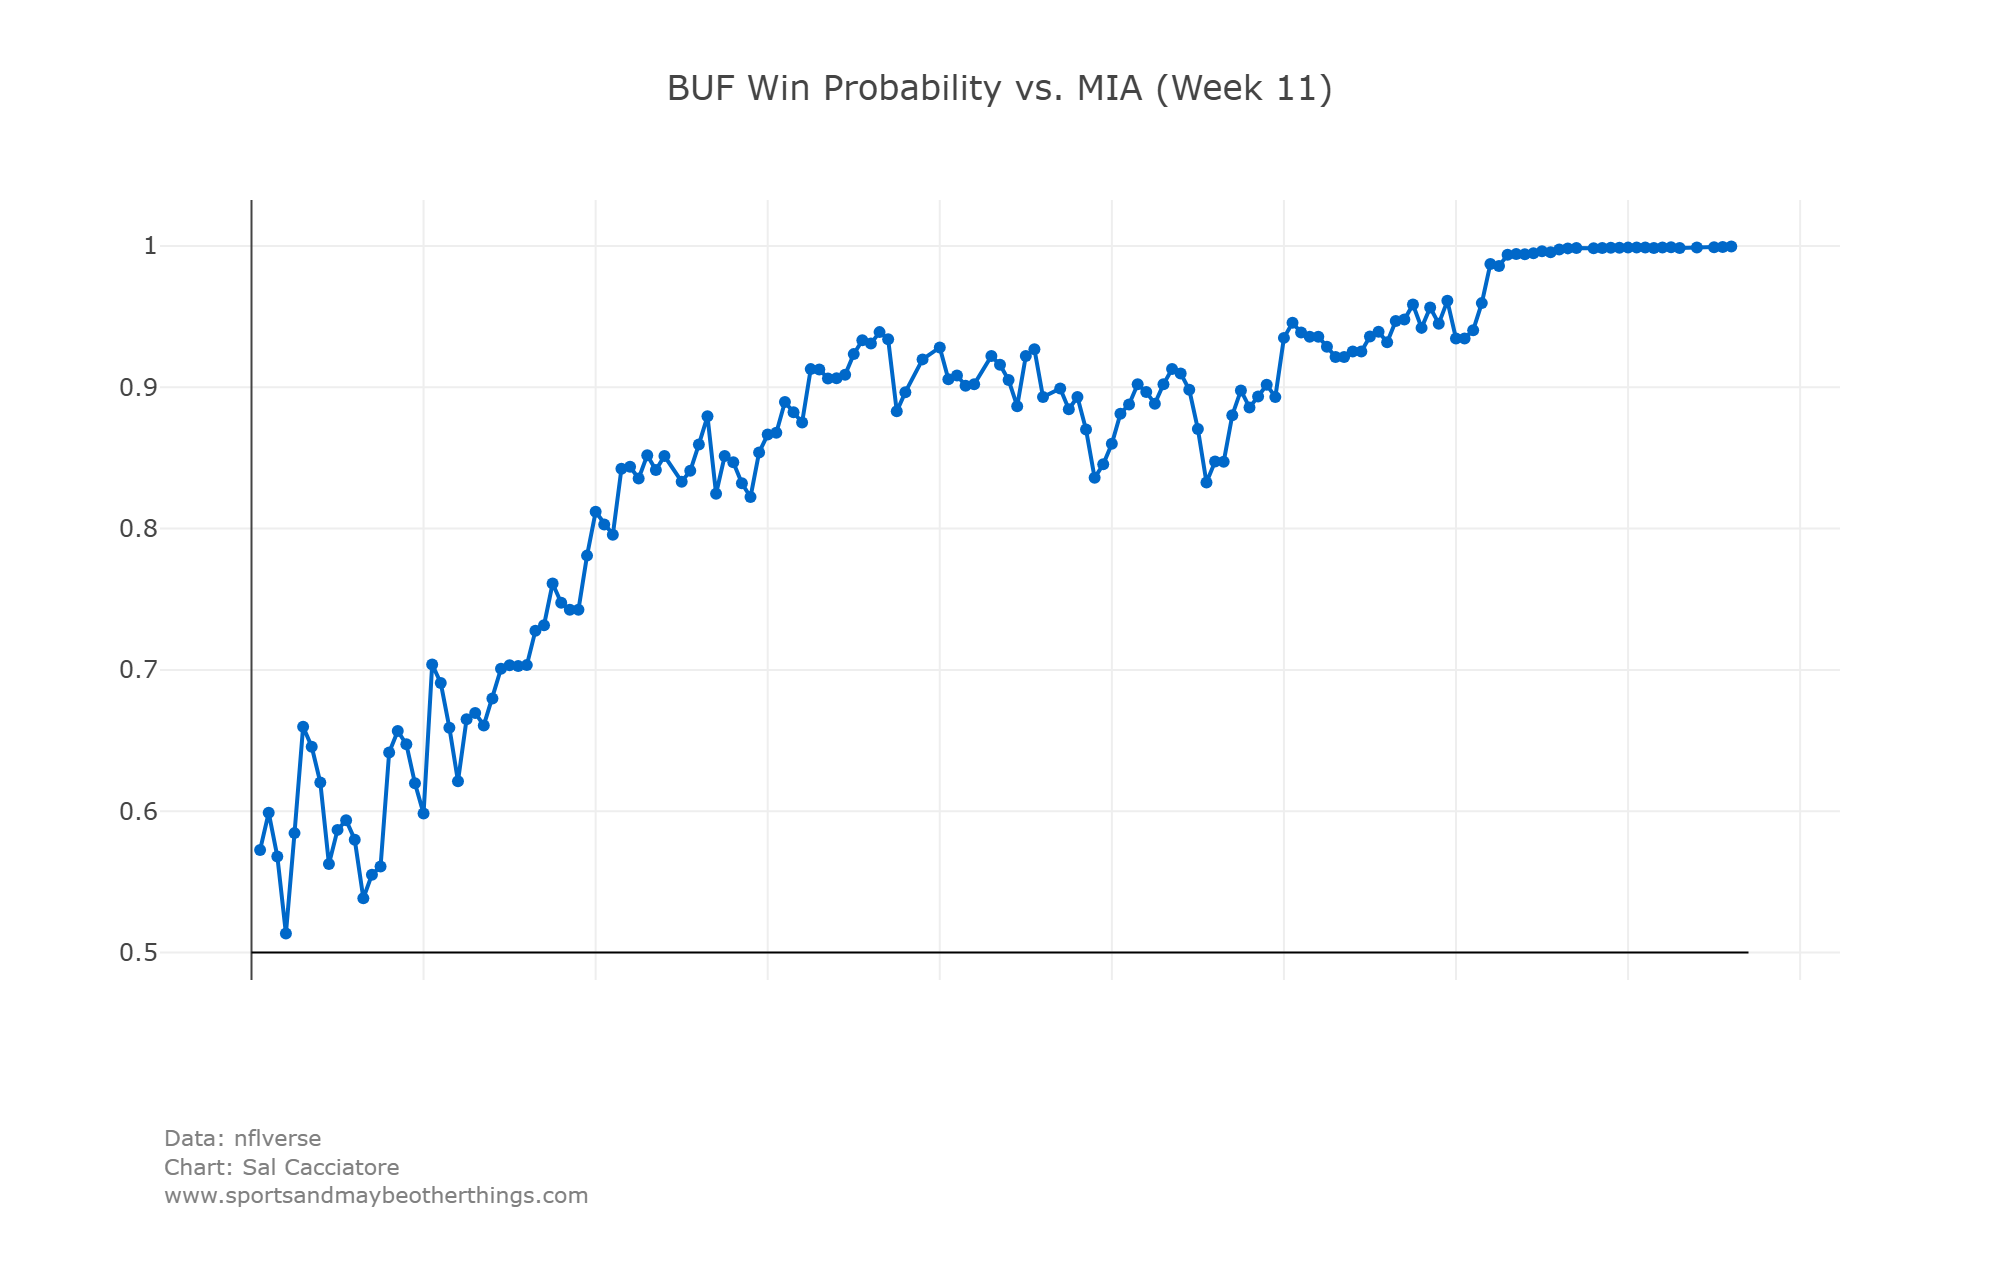 BUF Win Probability vs. MIA (Week 11)
1
0.9
0.8
0.7
0.6
0.5
Data: nflverse
Chart: Sal Cacciatore
www.sportsandmaybeotherthings.com